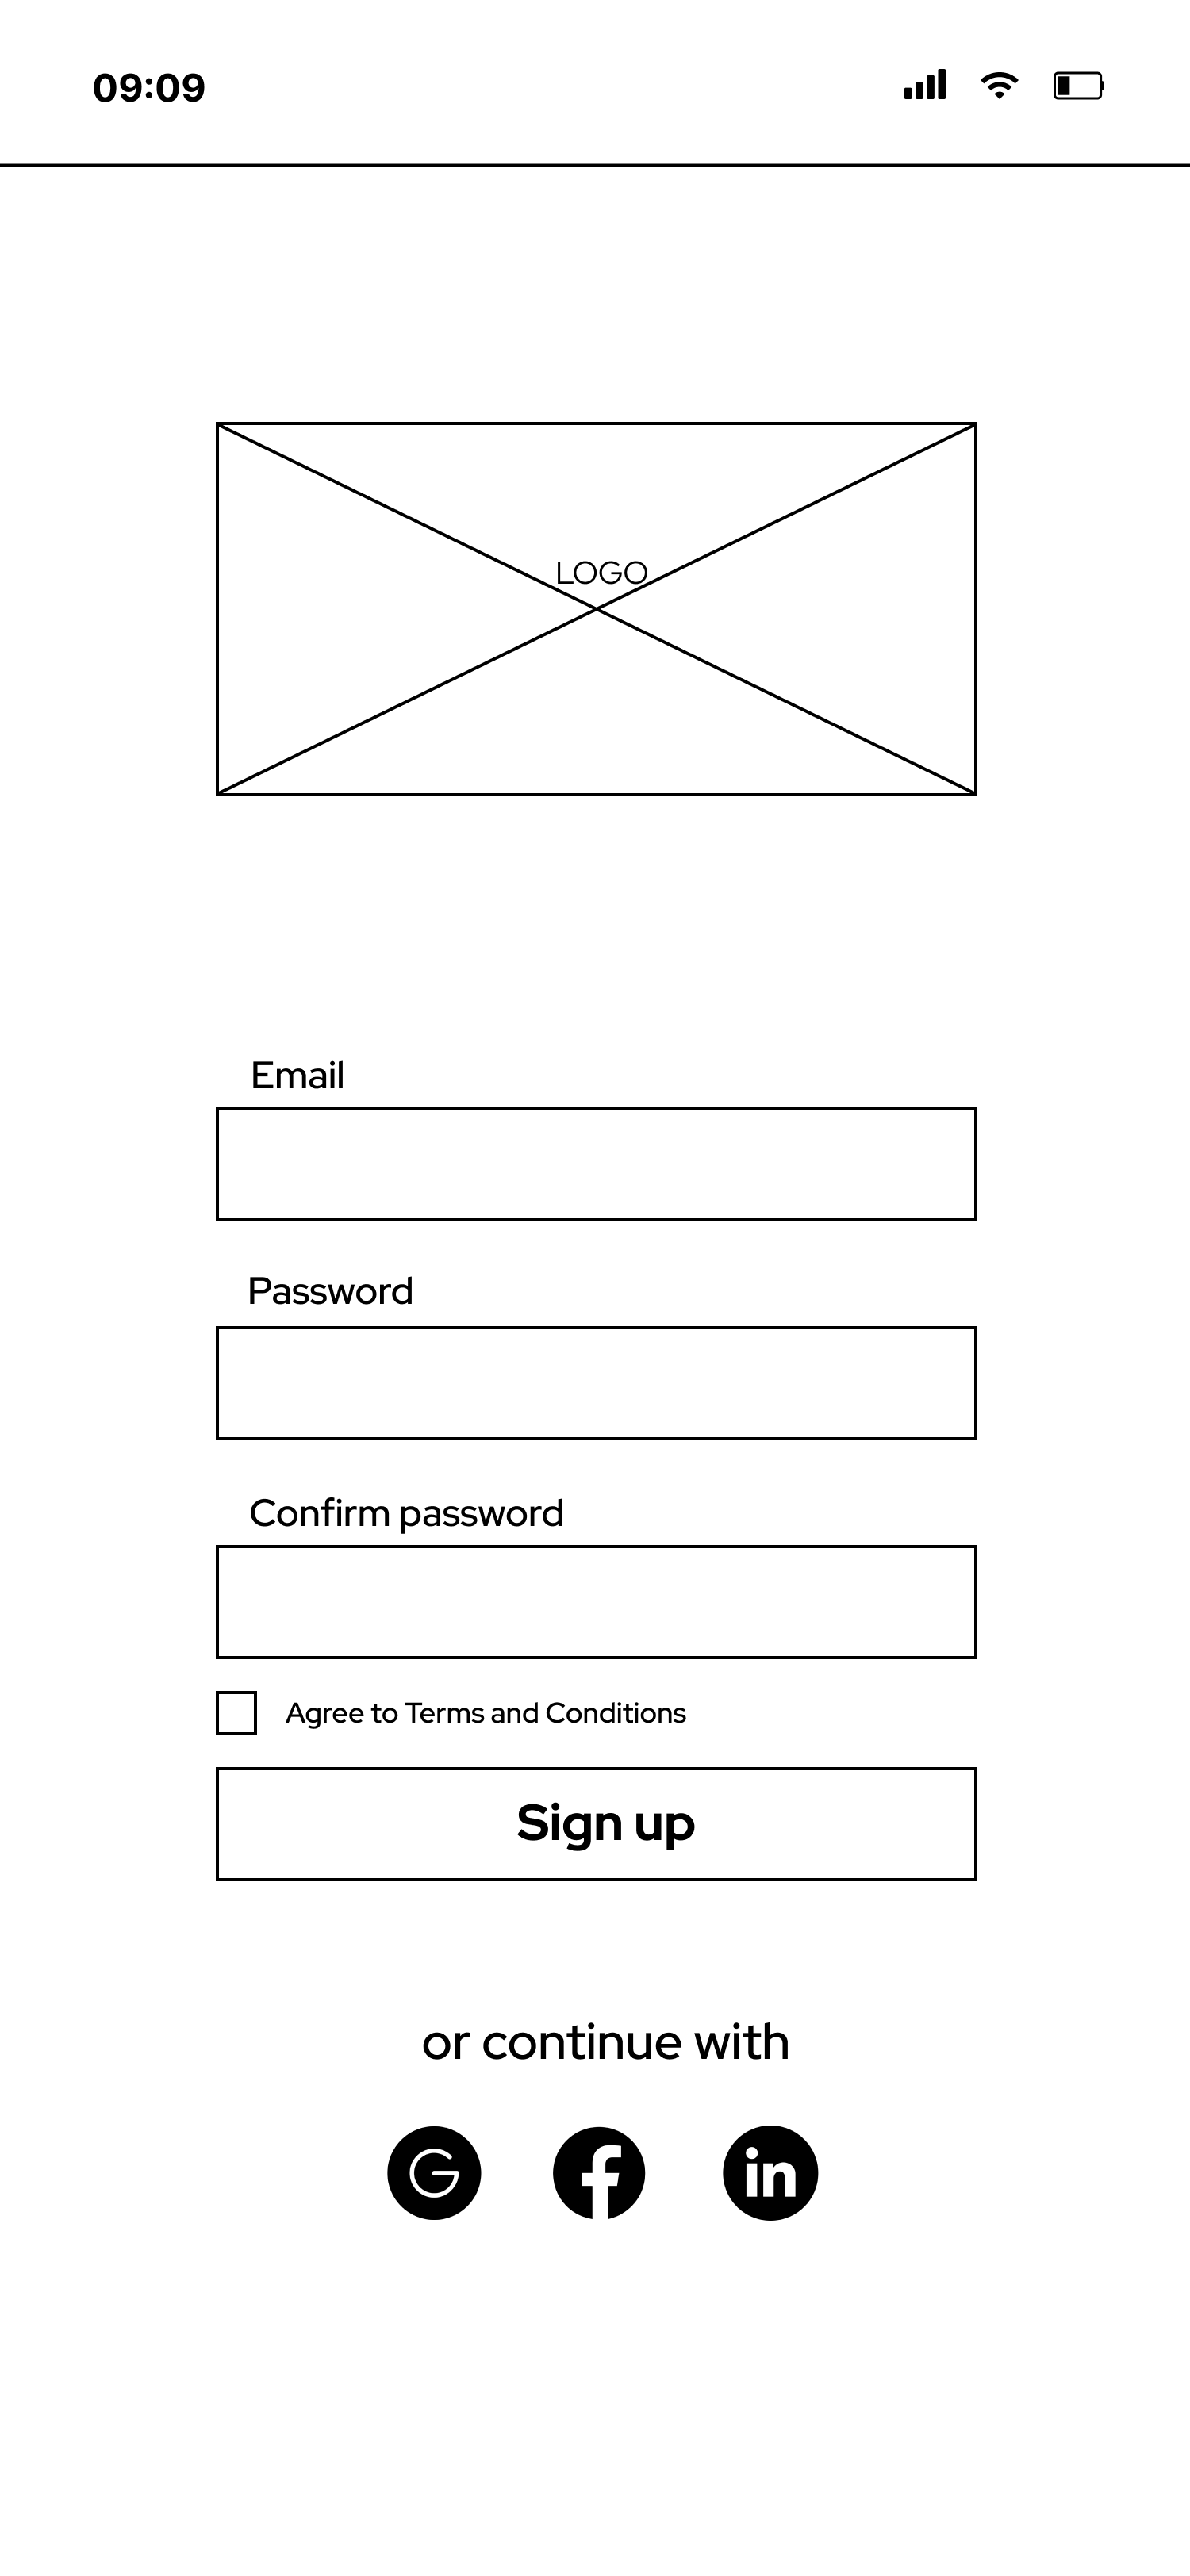 09:09
LOGO
Email
Password
Confirm password
Agree to Terms and Conditions
Sign up
or continue with
G f in